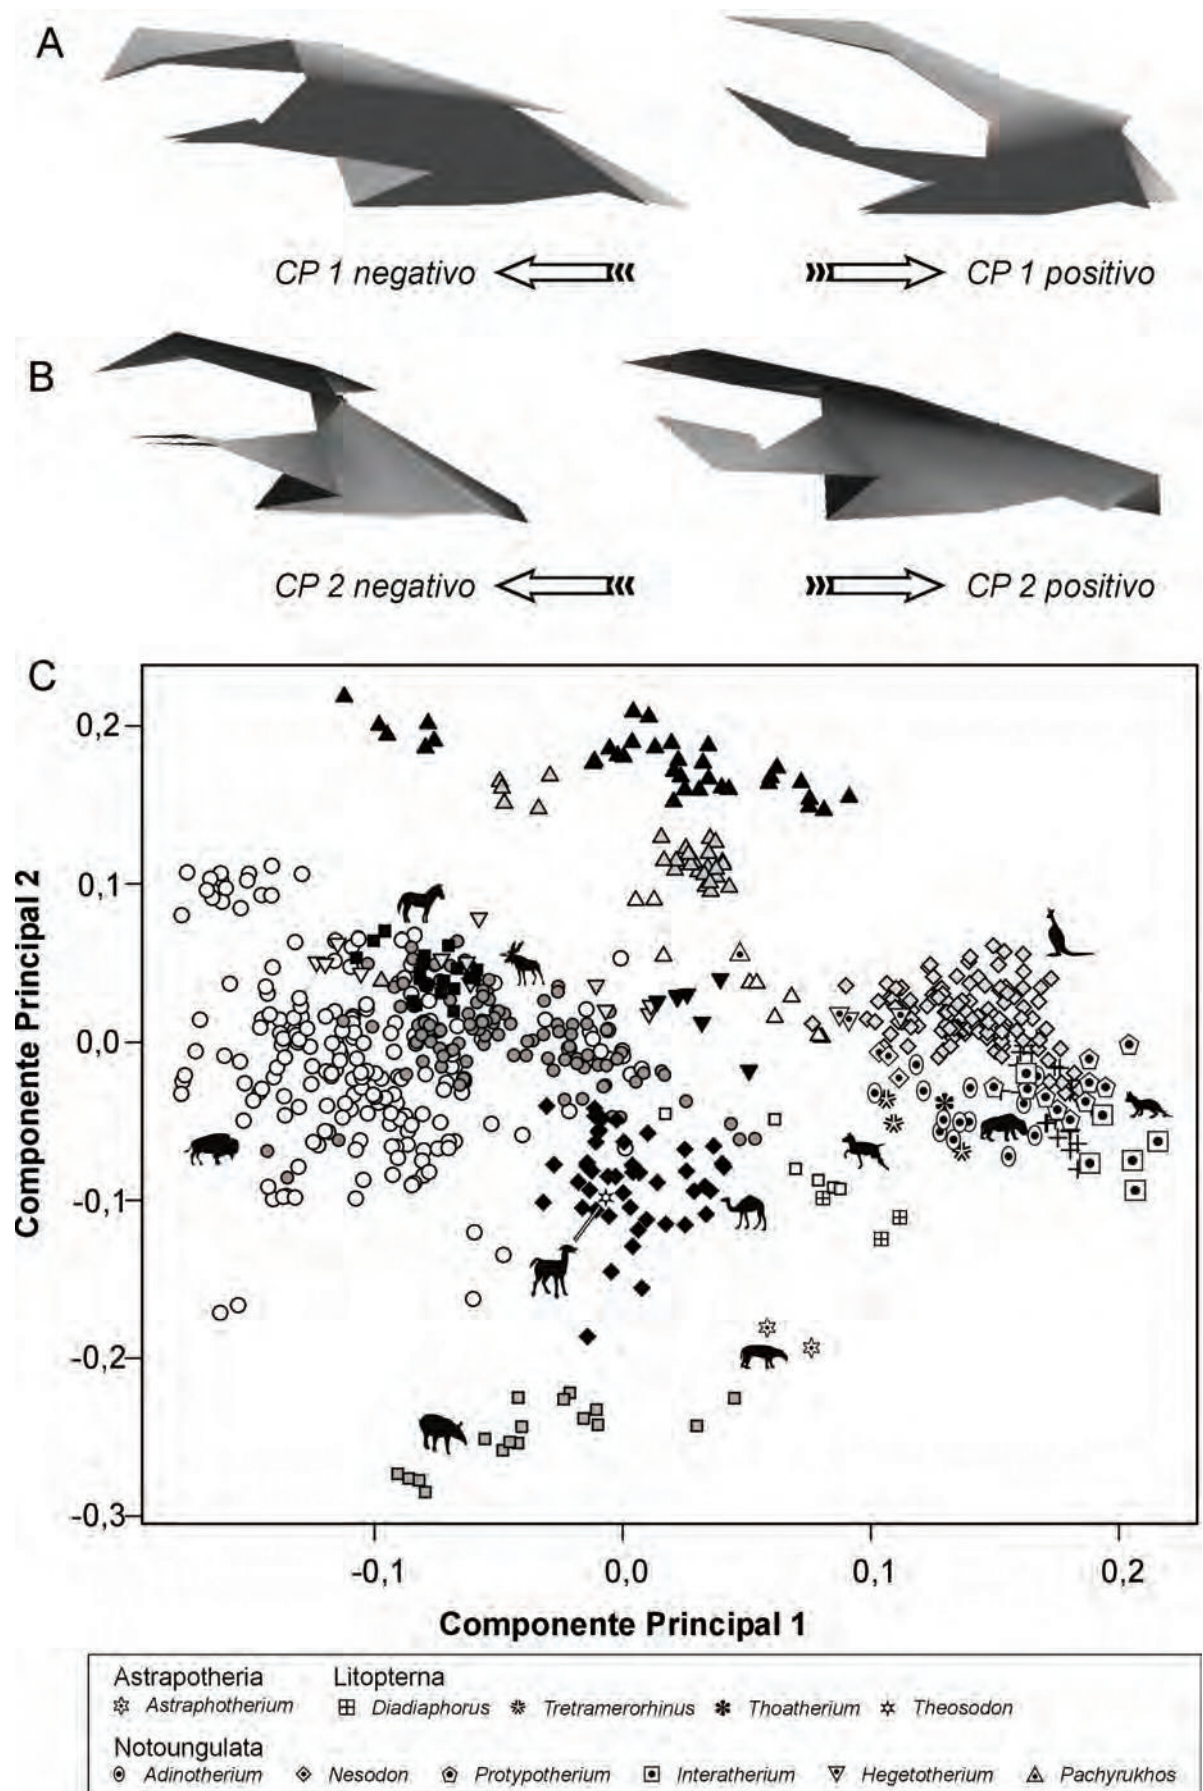 A
CP 1 negativo
CP 1 positivo
B
CP 2 negativo
CP 2 positivo
C
0,2
0,1
0,0
-0,1
-0,2
-0,3
Componente Principal 2
-0,1
0,0
0,1
0,2
Componente Principal 1
Astrapotheria Litopterna
Astraphotherium Diadiaphorus Tretramerorhinus Thoatherium Theosodon
Notoungulata
Adinotherium Nesodon Protypotherium Interatherium Hegetotherium Pachyrukhos